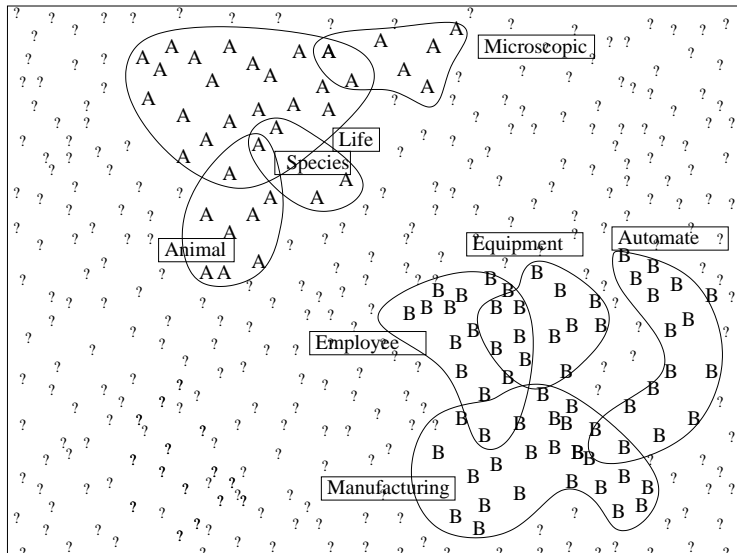 Microscopic
Life
Species
Animal
Equipment
Automate
Employee
Manufacturing